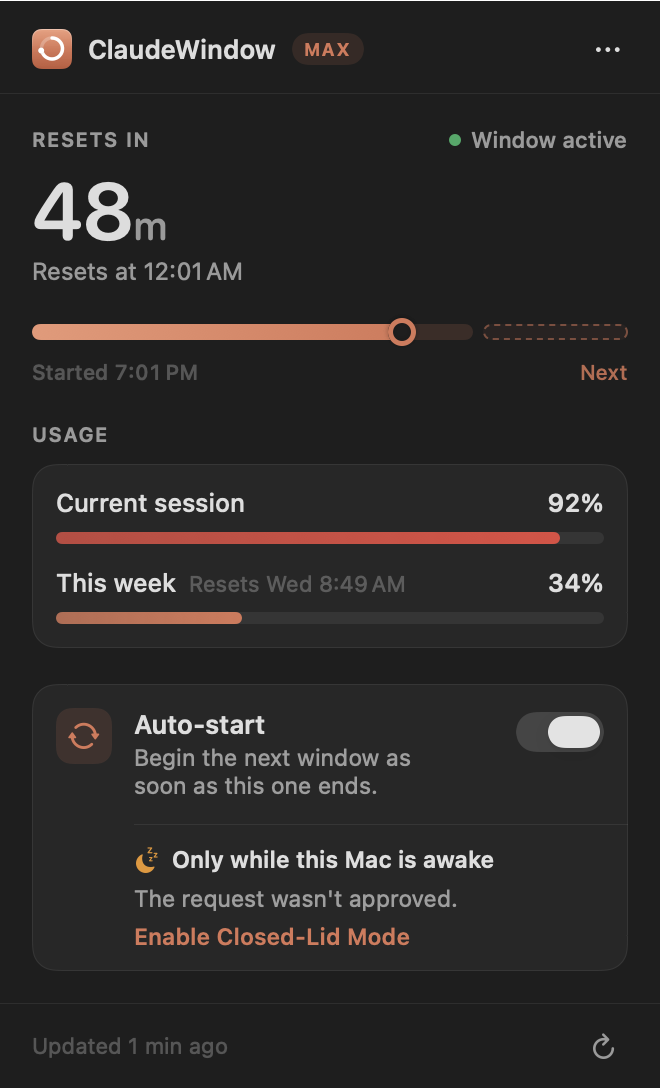 ClaudeWindow MAX
RESETS IN
Window active
48m
Resets at 12:01 AM
Started 7:01 PM
Next
USAGE
Current session 92%
This week Resets Wed 8:49 AM 34%
Auto-start
Begin the next window as
soon as this one ends.
Only while this Mac is awake
The request wasn't approved.
Enable Closed-Lid Mode
Updated 1 min ago